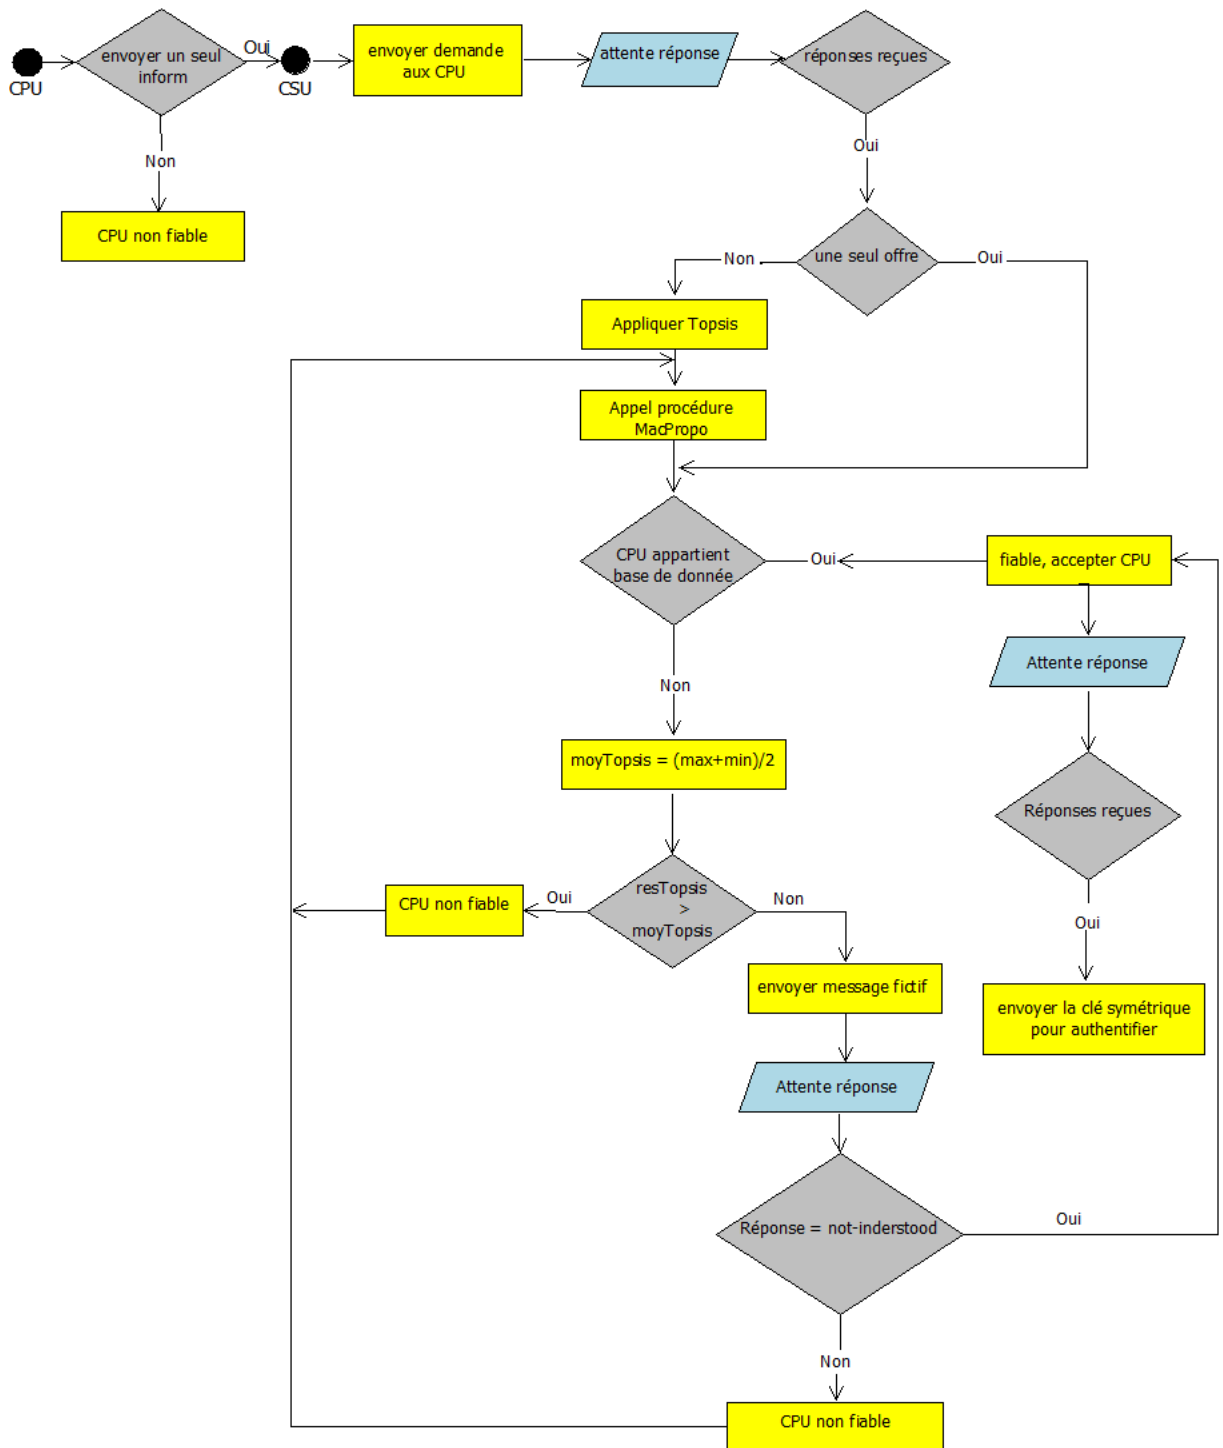 envoyer un seul
inform
Oui
CPU
CSU
envoyer demande
aux CPU
attente réponse
réponses reçues
Non
Oui
CPU non fiable
une seul offre
Non
Oui
Appliquer Topsis
Appel procédure
MacPropo
CPU appartient
base de donnée
Oui
fiable, accepter CPU
Attente réponse
Non
moyTopsis = (max+min)/2
Réponses reçues
CPU non fiable
Oui
resTopsis
>
moyTopsis
Non
Oui
envoyer message fictif
envoyer la clé symétrique
pour authentifier
Attente réponse
Réponse = not-inderstood
Oui
Non
CPU non fiable